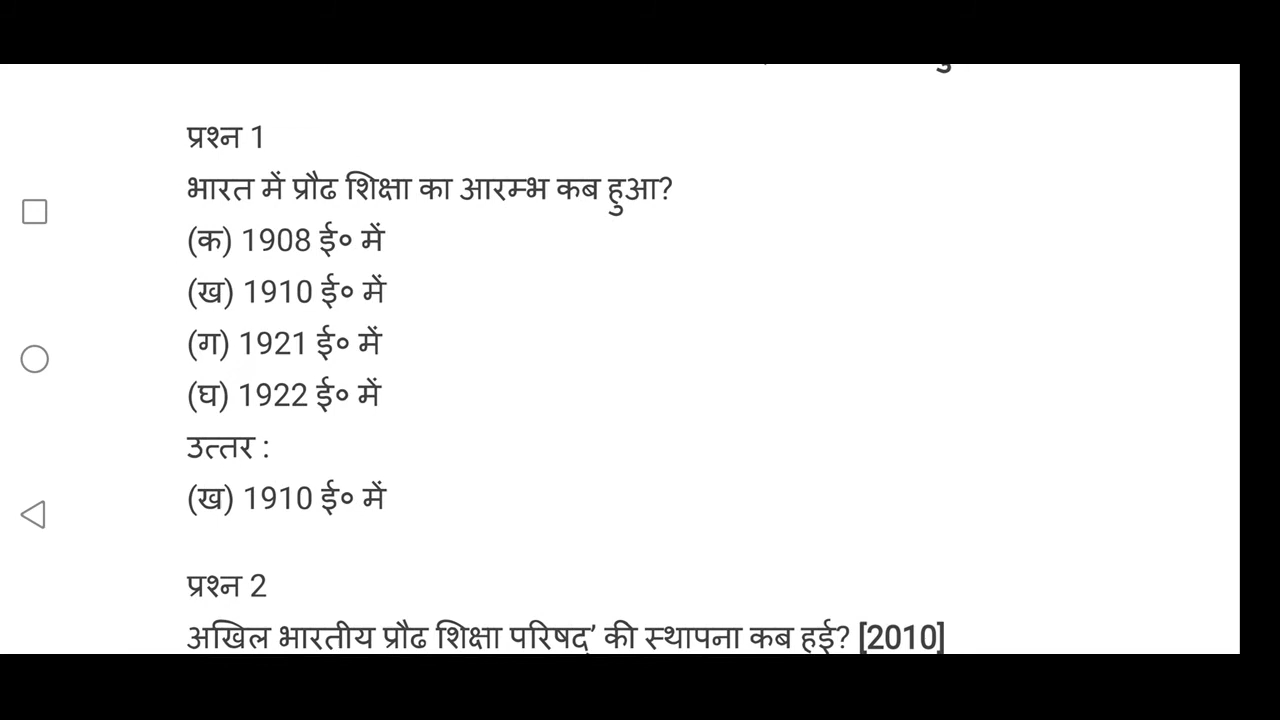 प्रश्न 1
भारत में प्रौढ शिक्षा का आरम्भ कब हुआ?
(क) 1908 ई० में
(ख) 1910 ई० में
(ग) 1921 ई० में
(घ) 1922 ई० में
उत्तर :
(ख) 1910 ई० में
प्रश्न 2
अखिल भारतीय प्रौढ शिक्षा परिषद्’ की स्थापना कब हुई? [2010]